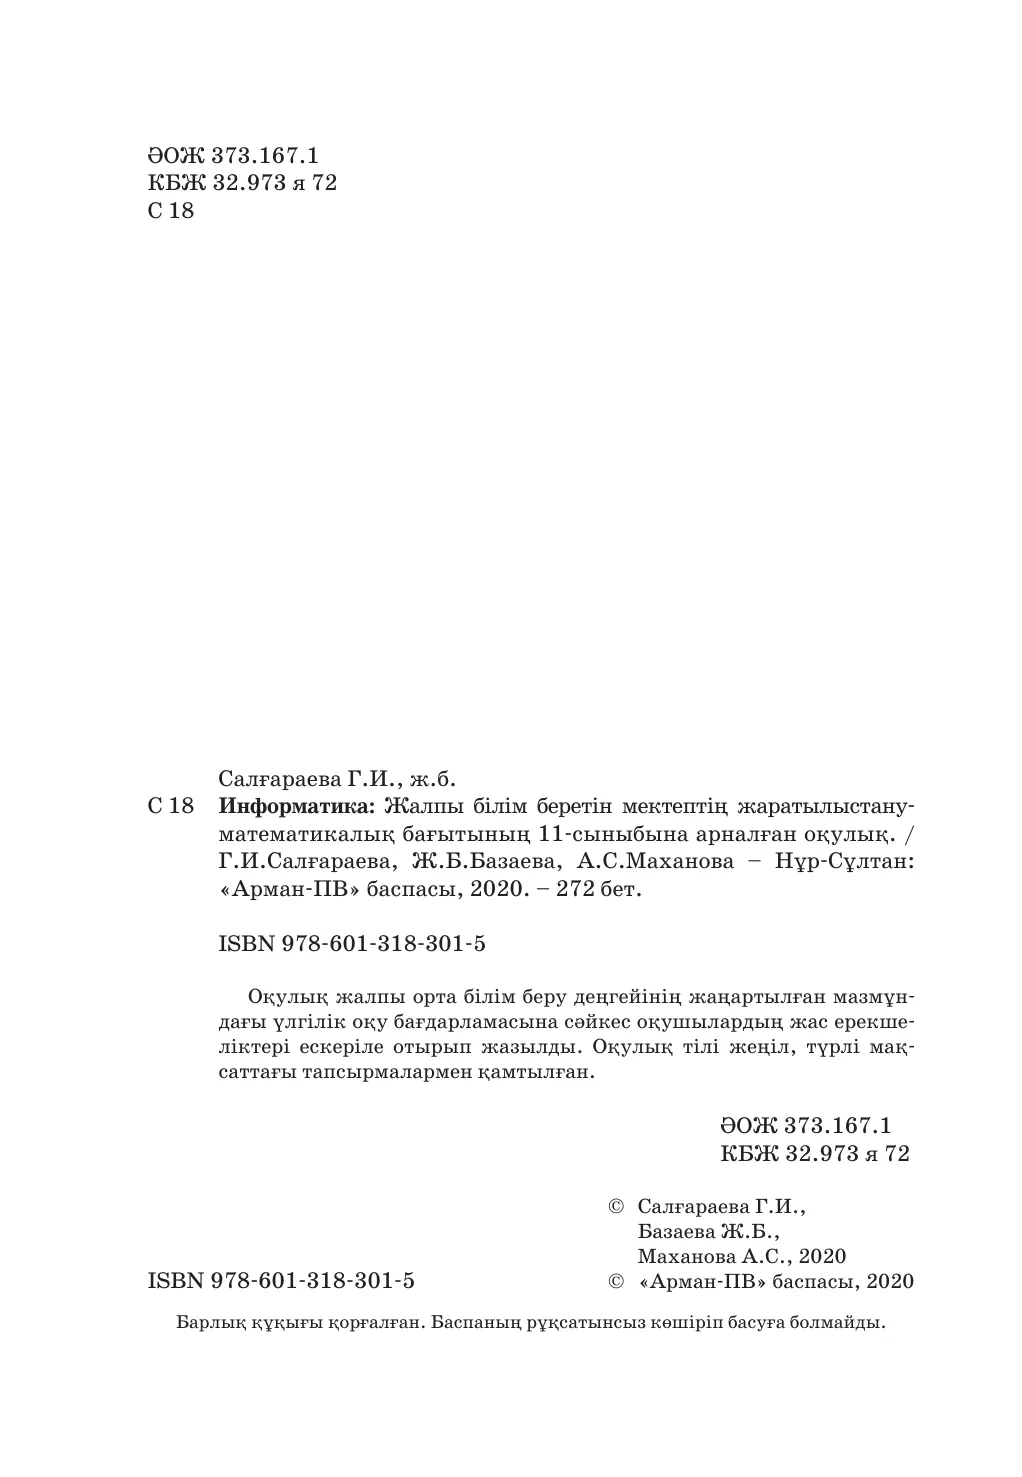 ӘОЖ 373.167.1
КБЖ 32.973 я 72
С 18
Салғараева Г.И., ж.б.
С 18 Информатика: Жалпы білім беретін мектептің жаратылыстану-
математикалық бағытының 11-сыныбына арналған оқулық. /
Г.И.Салғараева, Ж.Б.Базаева, А.С.Маханова – Нұр-Сұлтан:
«Арман-ПВ» баспасы, 2020. – 272 бет.
ISBN 978-601-318-301-5
Оқулық жалпы орта білім беру деңгейінің жаңартылған мазмұн-
дағы үлгілік оқу бағдарламасына сәйкес оқушылардың жас ерекше-
ліктері ескеріле отырып жазылды. Оқулық тілі жеңіл, түрлі мақ-
саттағы тапсырмалармен қамтылған.
ӘОЖ 373.167.1
КБЖ 32.973 я 72
© Салғараева Г.И.,
Базаева Ж.Б.,
Маханова А.С., 2020
ISBN 978-601-318-301-5 © «Арман-ПВ» баспасы, 2020
Барлық құқығы қорғалған. Баспаның рұқсатынсыз көшіріп басуға болмайды.